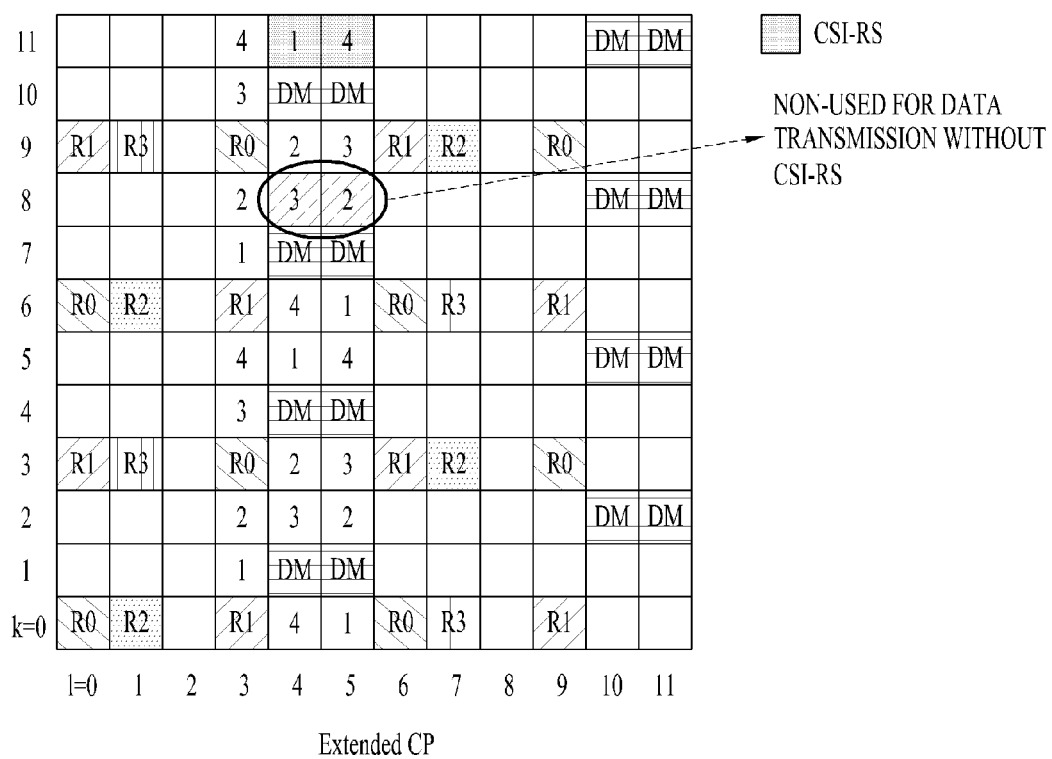 11 4 1 4 DM DM CSI-RS
10 3 DM DM
9 R1 R3 R0 2 3 R1 R2 R0
8 2 3 2 DM DM
NON-USED FOR DATA
TRANSMISSION WITHOUT
CSI-RS
7 1 DM DM
6 R0 R2 R1 4 1 R0 R3 R1
5 4 1 4 DM DM
4 3 DM DM
3 R1 R3 R0 2 3 R1 R2 R0
2 2 3 2 DM DM
1 1 DM DM
k=0 R0 R2 R1 4 1 R0 R3 R1
l=0 1 2 3 4 5 6 7 8 9 10 11
Extended CP